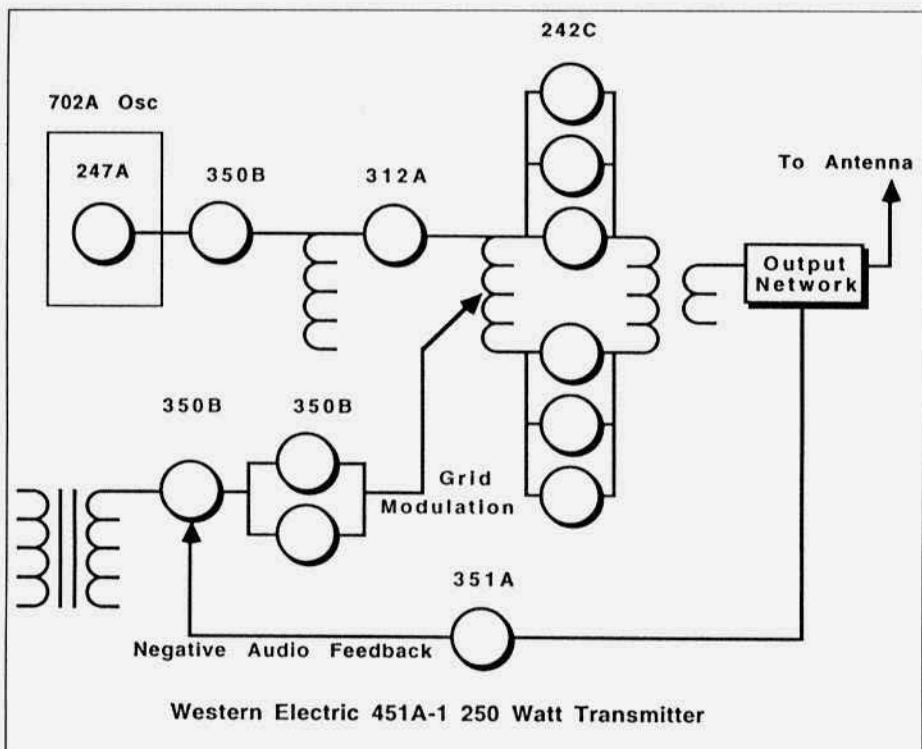 242C
702A Osc
247A
350B
312A
To Antenna
Output
Network
350B
350B
Grid
Modulation
351A
Negative Audio Feedback
Western Electric 451A-1 250 Watt Transmitter